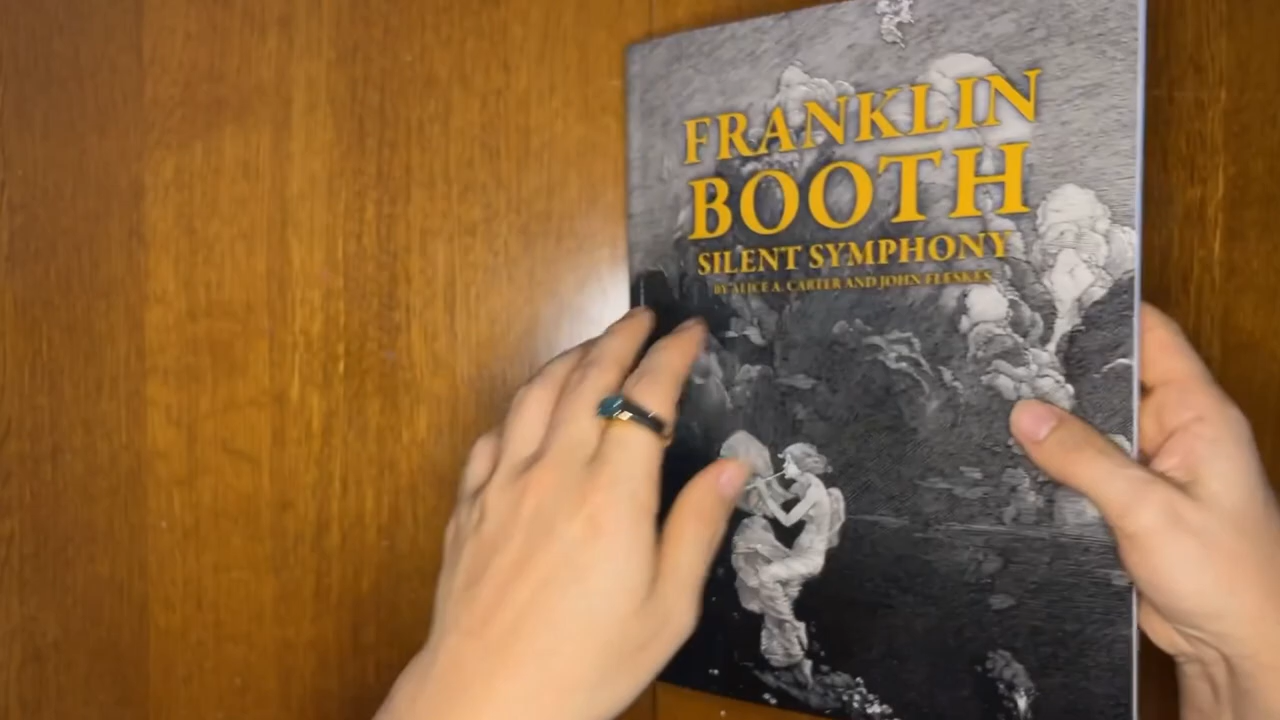 FRANKLIN
BOOTH
SILENT SYMPHONY
BY ALICE A. CARTER AND JOHN FLESKES